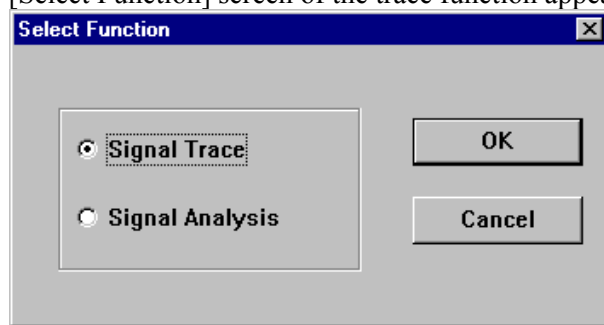 [Select Function] screen of the trace function appea
Select Function
Signal Trace
OK
Signal Analysis
Cancel